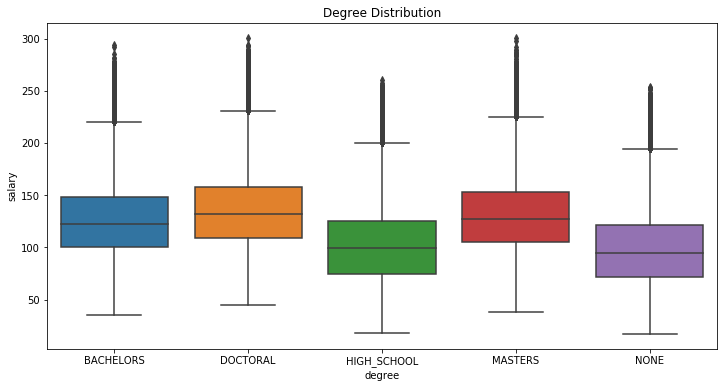 Degree Distribution
300
250
200
150
100
50
salary
BACHELORS DOCTORAL HIGH_SCHOOL MASTERS NONE
degree